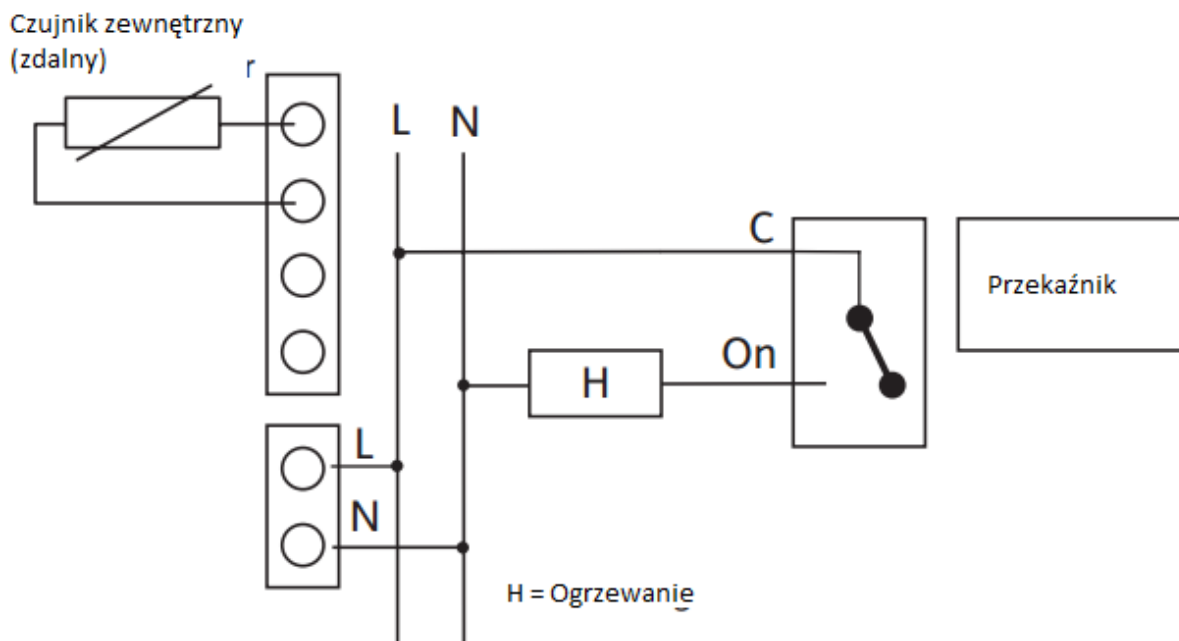 Czujnik zewnętrzny
(zdalny)
r
L N
C
Przekaźnik
On
H
L
N
H = Ogrzewanie